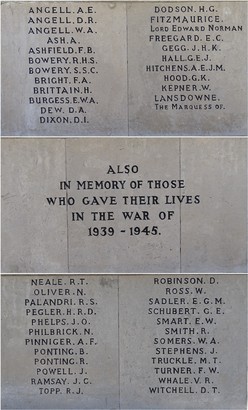 ANGELL. A.E.
ANGELL. D.R.
ANGELL. W.A.
ASH. A.
ASHFIELD. F.B.
BOWERY. R.H.S.
BOWERY. S.S.C.
BRIGHT. F.A.
BRITTAIN. H.
BURGESS. E.W.A.
DEW. D.A.
DIXON. D.I.
DODSON. H.G.
FITZMAURICE.
LORD EDWARD NORMAN
FREEGARD. E.C.
GEGG. J.H.K.
HALL. G.E.J.
HITCHENS. A.E.J.M.
HOOD. G.K.
KEPNER. W.
LANSDOWNE.
THE MARQUESS OF.
ALSO
IN MEMORY OF THOSE
WHO GAVE THEIR LIVES
IN THE WAR OF
1939 - 1945.
NEALE. R.T.
OLIVER. N.
PALANDRI. R.S.
PEGLER. H.R.D.
PHELPS. J.O.
PHILBRICK. N.
PINNIGER. A.F.
PONTING. B.
PONTING. R.
POWELL. J.
RAMSAY. J.G.
TOPP. R.J.
ROBINSON. D.
ROSS. W.
SADLER. E.G.M.
SCHUBERT. G.E.
SMART. E.W.
SMITH. R.
SOMERS. W.A.
STEPHENS. J.
TRUCKLE. M.T.
TURNER. F.W.
WHALE. V.R.
WITCHELL. D.T.